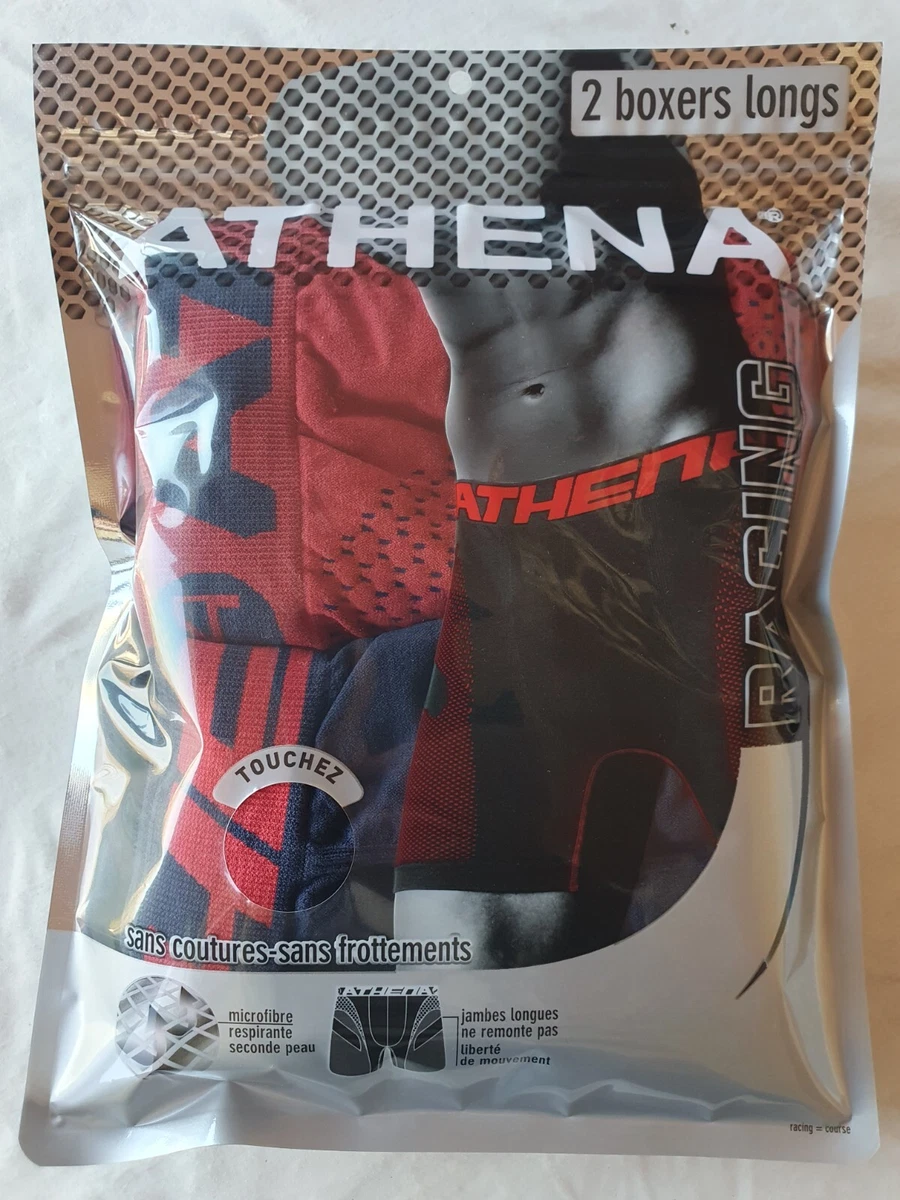 2 boxers longs
ATHENA®
ATHENA
RACING
TOUCHEZ
sans coutures-sans frottements
microfibre
respirante
seconde peau
ATHENA
jambes longues
ne remonte pas
liberté
de mouvement
racing = course